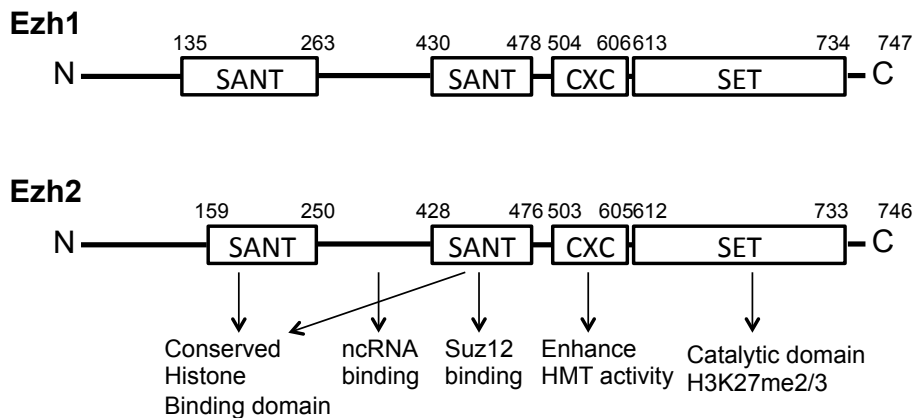 Ezh1
135 263 430 478 504 606 613 734 747
N SANT SANT CXC SET C
Ezh2
159 250 428 476 503 605 612 733 746
N SANT SANT CXC SET C
Conserved ncRNA Suz12 Enhance Catalytic domain
Histone binding binding HMT activity H3K27me2/3
Binding domain